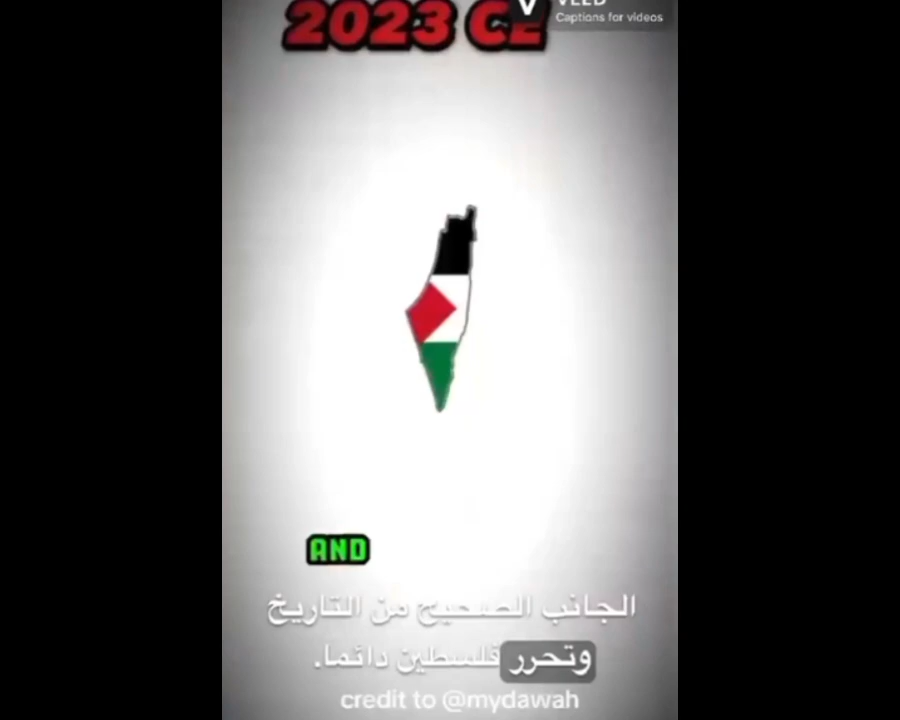 2023 CE
VEED
Captions for videos
AND
الجانب الصحيح من التاريخ
وتحرر فلسطين دائما.
credit to @mydawah